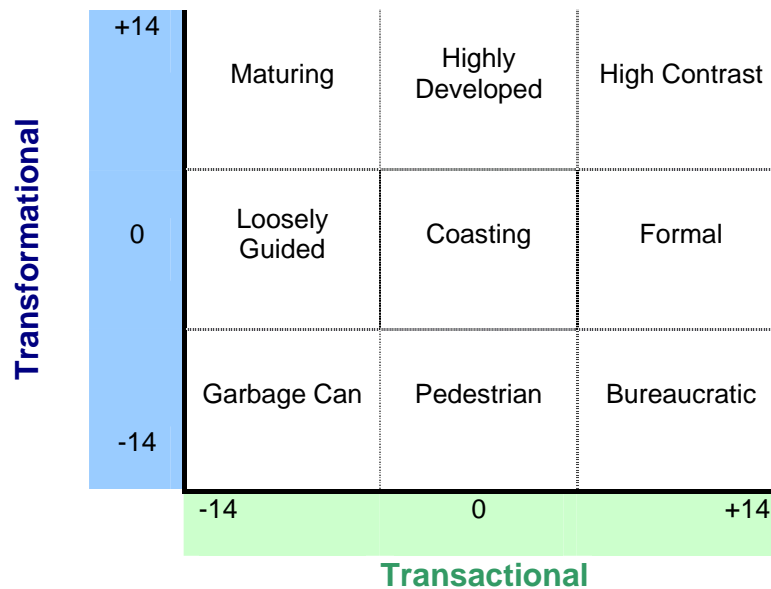 +14
Maturing
Highly
Developed
High Contrast
Transformational
0
Loosely
Guided
Coasting
Formal
Garbage Can
Pedestrian
Bureaucratic
-14
-14
0
+14
Transactional